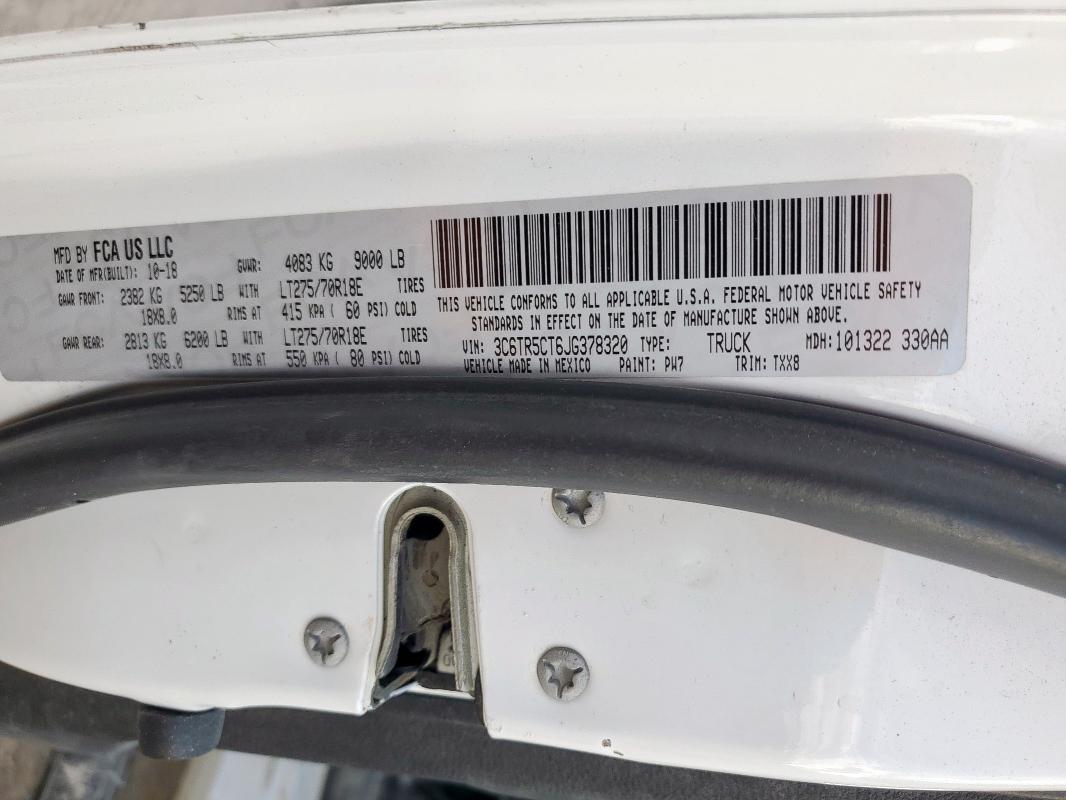 MFD BY FCA US LLC
DATE OF MFR(BUILT): 10-18 GVWR: 4083 KG 9000 LB
GAWR FRONT: 2382 KG 5250 LB WITH LT275/70R18E TIRES
18X8.0 RIMS AT 415 KPA ( 60 PSI) COLD
GAWR REAR: 2813 KG 6200 LB WITH LT275/70R18E TIRES
18X8.0 RIMS AT 550 KPA ( 80 PSI) COLD
THIS VEHICLE CONFORMS TO ALL APPLICABLE U.S.A. FEDERAL MOTOR VEHICLE SAFETY
STANDARDS IN EFFECT ON THE DATE OF MANUFACTURE SHOWN ABOVE.
VIN: 3C6TR5CT6JG378320 TYPE: TRUCK MDH: 101322 330AA
VEHICLE MADE IN MEXICO PAINT: PW7 TRIM: TXX8